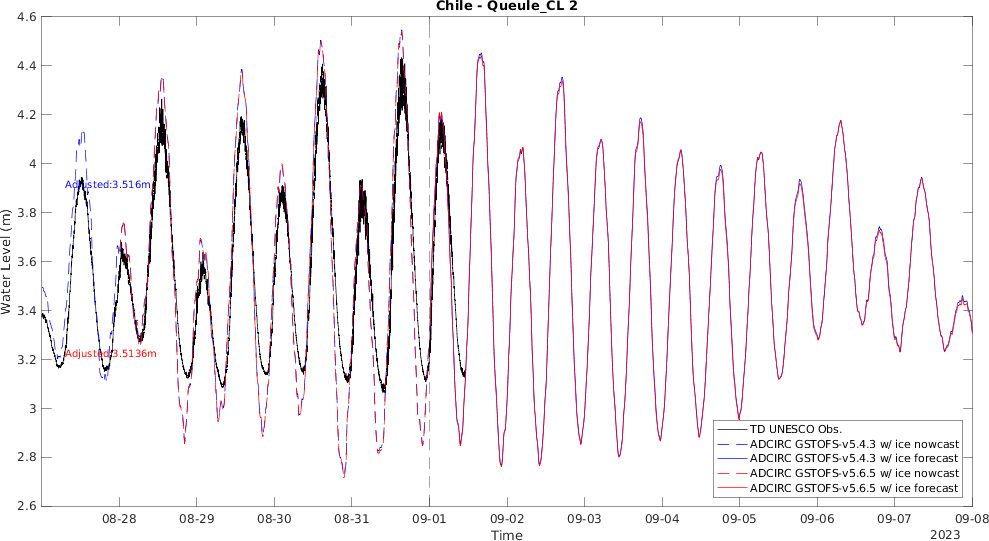 Chile - Queule_CL 2
4.6
4.4
4.2
4
3.8
3.6
3.4
3.2
3
2.8
2.6
Water Level (m)
Adjusted:3.516m
Adjusted:3.5136m
TD UNESCO Obs.
ADCIRC GSTOFS-v5.4.3 w/ ice nowcast
ADCIRC GSTOFS-v5.4.3 w/ ice forecast
ADCIRC GSTOFS-v5.6.5 w/ ice nowcast
ADCIRC GSTOFS-v5.6.5 w/ ice forecast
08-28 08-29 08-30 08-31 09-01 09-02 09-03 09-04 09-05 09-06 09-07 09-08
Time
2023